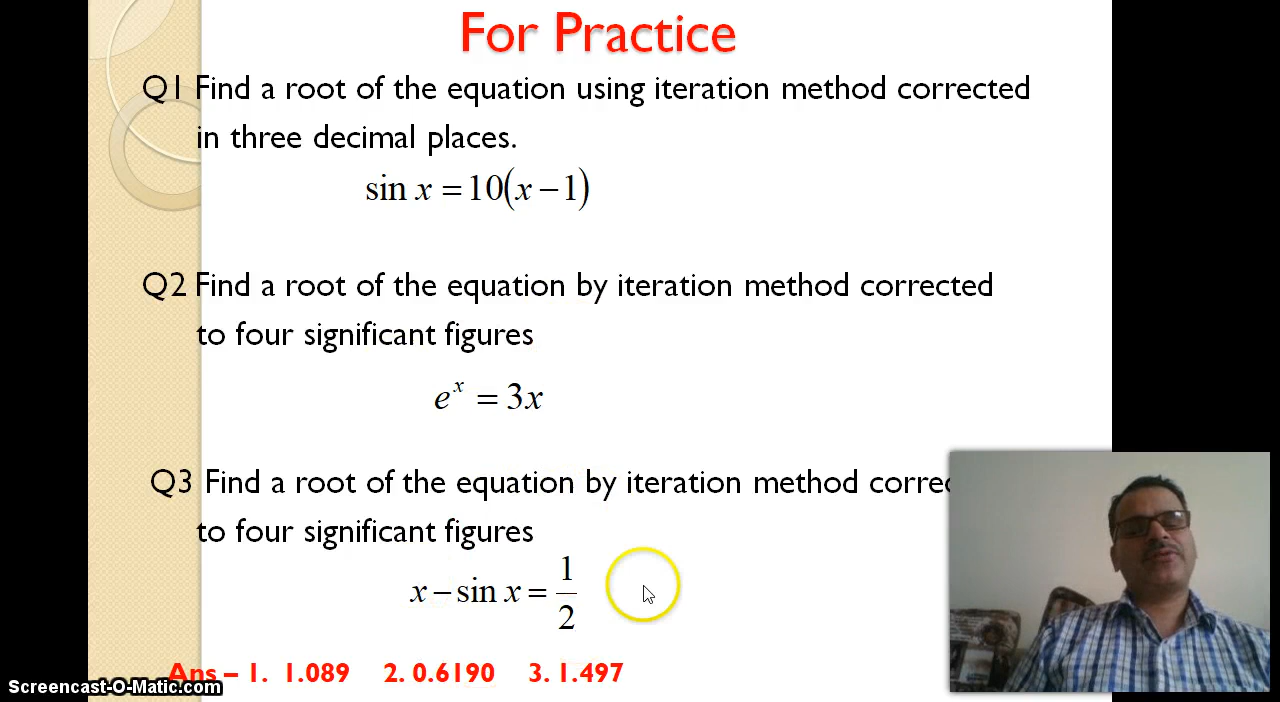 For Practice
Q1 Find a root of the equation using iteration method corrected
in three decimal places.
sin x = 10(x − 1)
Q2 Find a root of the equation by iteration method corrected
to four significant figures
e^x = 3x
Q3 Find a root of the equation by iteration method correc
to four significant figures
x − sin x = 1/2
Ans – 1. 1.089 2. 0.6190 3. 1.497
Screencast-O-Matic.com